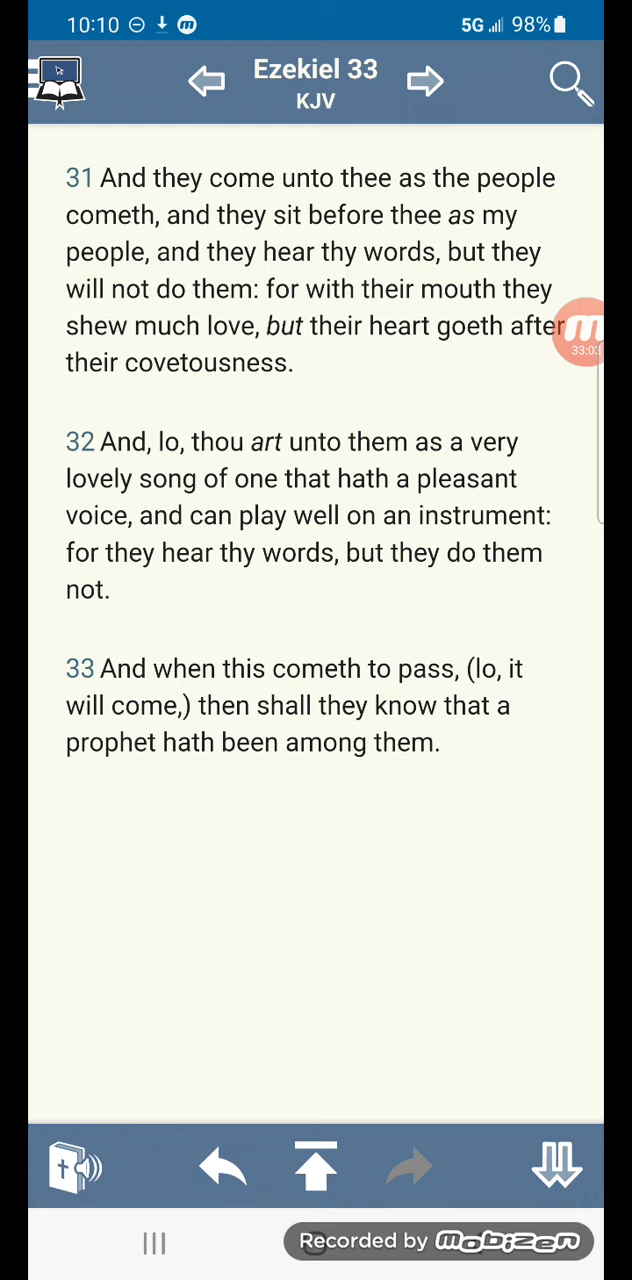 10:10
5G 98%
Ezekiel 33
KJV
31 And they come unto thee as the people
cometh, and they sit before thee as my
people, and they hear thy words, but they
will not do them: for with their mouth they
shew much love, but their heart goeth after
their covetousness.
33:03
32 And, lo, thou art unto them as a very
lovely song of one that hath a pleasant
voice, and can play well on an instrument:
for they hear thy words, but they do them
not.
33 And when this cometh to pass, (lo, it
will come,) then shall they know that a
prophet hath been among them.
Recorded by mobizen